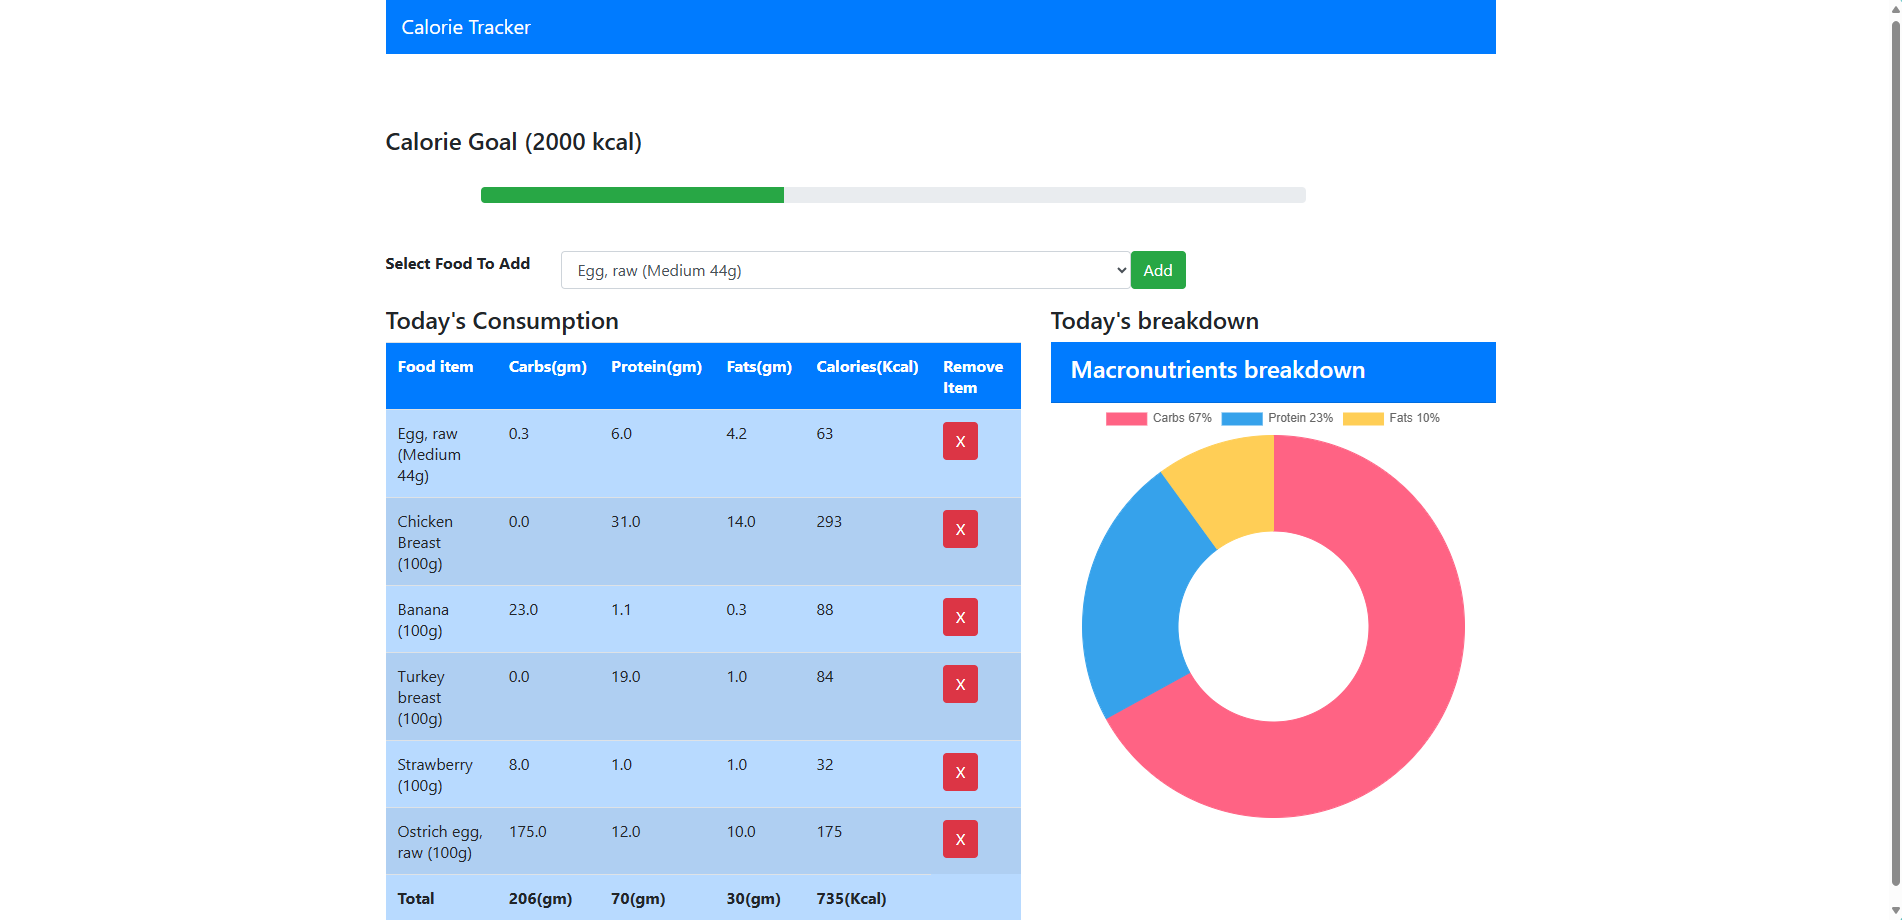 Calorie Tracker
Calorie Goal (2000 kcal)
Select Food To Add
Egg, raw (Medium 44g)
Add
Today's Consumption
Food item Carbs(gm) Protein(gm) Fats(gm) Calories(Kcal) Remove
Item
Egg, raw 0.3 6.0 4.2 63 X
(Medium
44g)
Chicken 0.0 31.0 14.0 293 X
Breast
(100g)
Banana 23.0 1.1 0.3 88 X
(100g)
Turkey 0.0 19.0 1.0 84 X
breast
(100g)
Strawberry 8.0 1.0 1.0 32 X
(100g)
Ostrich egg, 175.0 12.0 10.0 175 X
raw (100g)
Total 206(gm) 70(gm) 30(gm) 735(Kcal)
Today's breakdown
Macronutrients breakdown
Carbs 67% Protein 23% Fats 10%